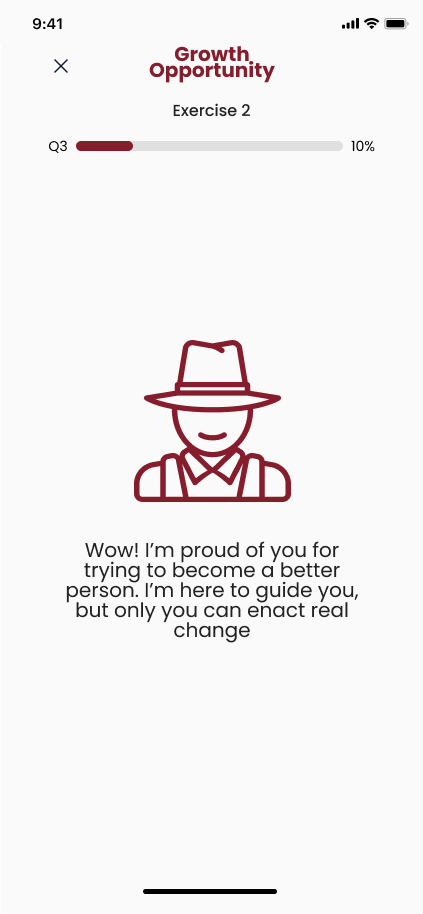 9:41
Growth
Opportunity
Exercise 2
Q3
10%
Wow! I’m proud of you for
trying to become a better
person. I’m here to guide you,
but only you can enact real
change